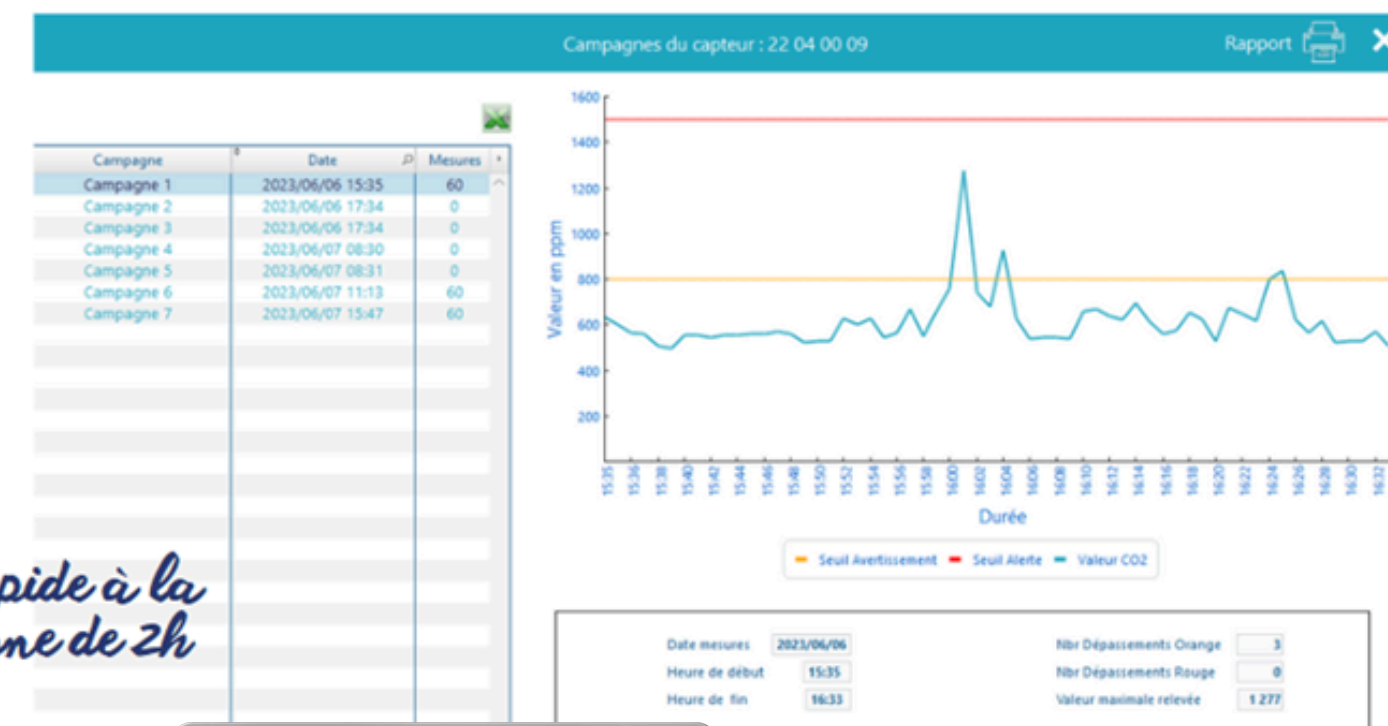 Campagnes du capteur : 22 04 00 09
Rapport
Campagne Date Mesures
Campagne 1 2023/06/06 15:35 60
Campagne 2 2023/06/06 17:34 0
Campagne 3 2023/06/06 17:34 0
Campagne 4 2023/06/07 08:30 0
Campagne 5 2023/06/07 08:31 0
Campagne 6 2023/06/07 11:13 60
Campagne 7 2023/06/07 15:47 60
pide à la
ne de 2h
Valeur en ppm
1600
1400
1200
1000
800
600
400
200
15:35 15:36 15:38 15:40 15:42 15:44 15:46 15:48 15:50 15:52 15:54 15:56 15:58 16:00 16:02 16:04 16:06 16:08 16:10 16:12 16:14 16:16 16:18 16:20 16:22 16:24 16:26 16:28 16:30 16:32
Durée
Seuil Avertissement Seuil Alerte Valeur CO2
Date mesures 2023/06/06 Nbr Dépassements Orange 3
Heure de début 15:35 Nbr Dépassements Rouge 0
Heure de fin 16:33 Valeur maximale relevée 1 277